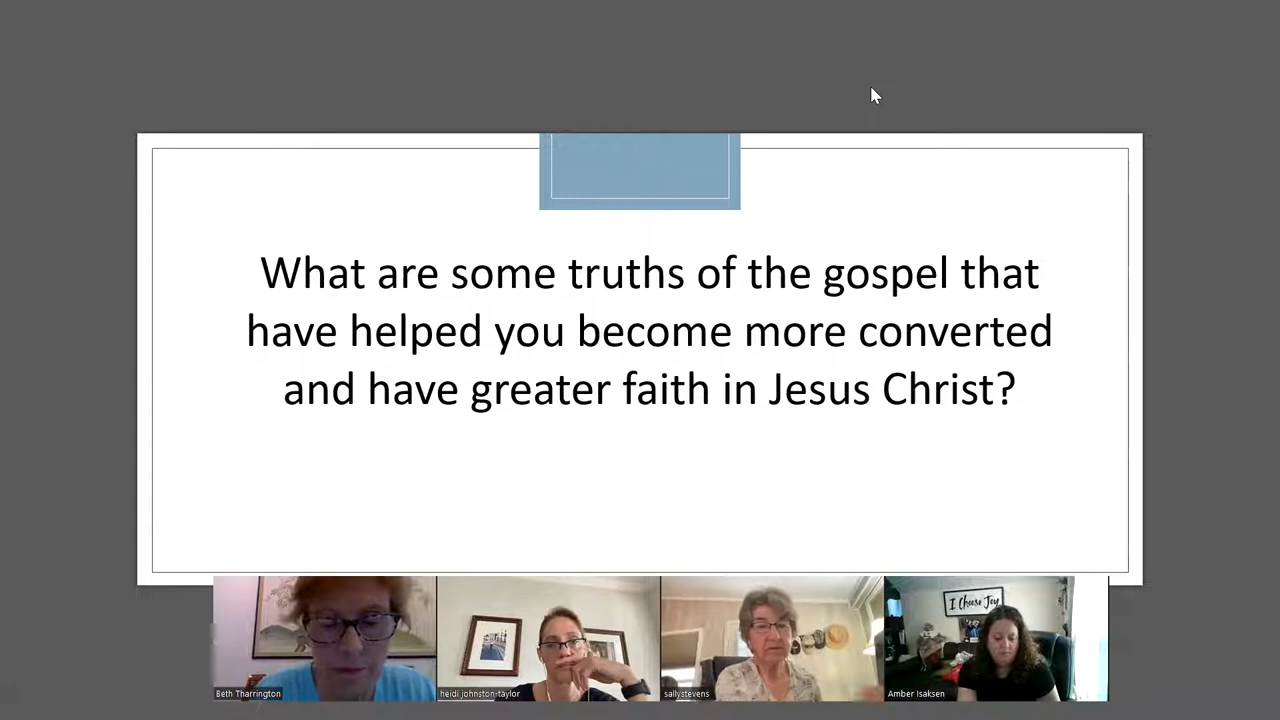 What are some truths of the gospel that
have helped you become more converted
and have greater faith in Jesus Christ?
I Choose Joy
Beth Tharrington
heidi johnston-taylor
sallystevens
Amber Isaksen